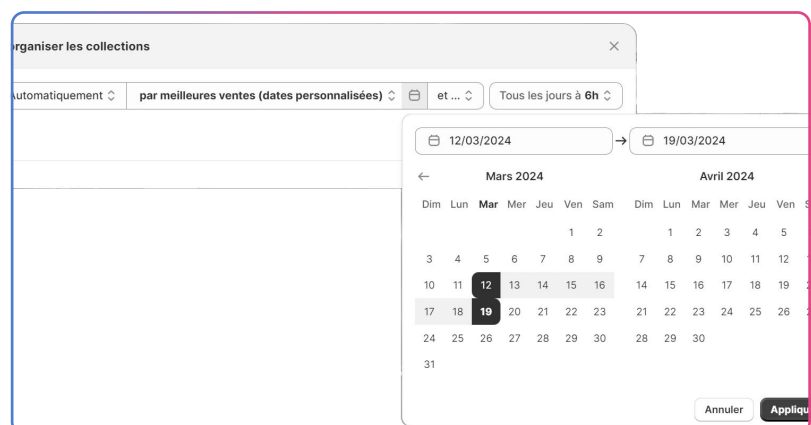 organiser les collections
Automatiquement par meilleures ventes (dates personnalisées) et ... Tous les jours à 6h
12/03/2024 → 19/03/2024
← Mars 2024 Avril 2024
Dim Lun Mar Mer Jeu Ven Sam Dim Lun Mar Mer Jeu Ven
1 2 1 2 3 4 5
3 4 5 6 7 8 9 7 8 9 10 11 12
10 11 12 13 14 15 16 14 15 16 17 18 19
17 18 19 20 21 22 23 21 22 23 24 25 26
24 25 26 27 28 29 30 28 29 30
31
Annuler Appliqu